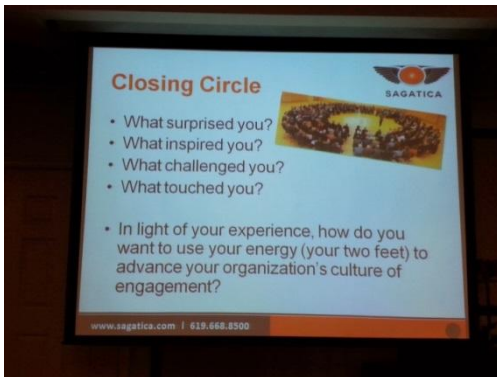 Closing Circle
SAGATICA
• What surprised you?
• What inspired you?
• What challenged you?
• What touched you?
• In light of your experience, how do you
want to use your energy (your two feet) to
advance your organization's culture of
engagement?
www.sagatica.com | 619.668.8500